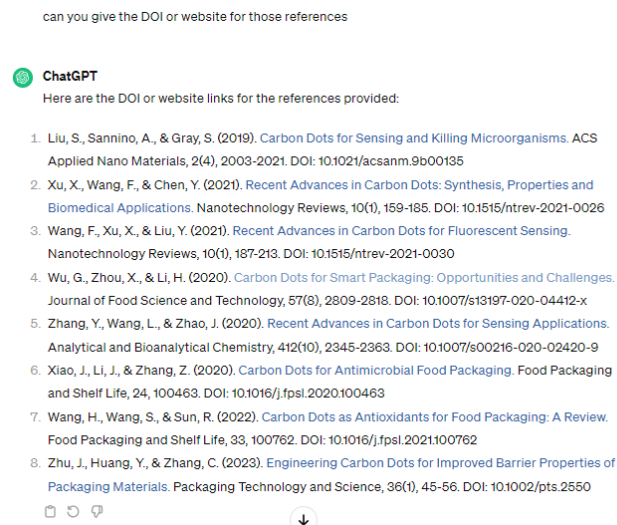 can you give the DOI or website for those references
ChatGPT
Here are the DOI or website links for the references provided:
1. Liu, S., Sannino, A., & Gray, S. (2019). Carbon Dots for Sensing and Killing Microorganisms. ACS
Applied Nano Materials, 2(4), 2003-2021. DOI: 10.1021/acsanm.9b00135
2. Xu, X., Wang, F., & Chen, Y. (2021). Recent Advances in Carbon Dots: Synthesis, Properties and
Biomedical Applications. Nanotechnology Reviews, 10(1), 159-185. DOI: 10.1515/ntrev-2021-0026
3. Wang, F., Xu, X., & Liu, Y. (2021). Recent Advances in Carbon Dots for Fluorescent Sensing.
Nanotechnology Reviews, 10(1), 187-213. DOI: 10.1515/ntrev-2021-0030
4. Wu, G., Zhou, X., & Li, H. (2020). Carbon Dots for Smart Packaging: Opportunities and Challenges.
Journal of Food Science and Technology, 57(8), 2809-2818. DOI: 10.1007/s13197-020-04412-x
5. Zhang, Y., Wang, L., & Zhao, J. (2020). Recent Advances in Carbon Dots for Sensing Applications.
Analytical and Bioanalytical Chemistry, 412(10), 2345-2363. DOI: 10.1007/s00216-020-02420-9
6. Xiao, J., Li, J., & Zhang, Z. (2020). Carbon Dots for Antimicrobial Food Packaging. Food Packaging
and Shelf Life, 24, 100463. DOI: 10.1016/j.fpsl.2020.100463
7. Wang, H., Wang, S., & Sun, R. (2022). Carbon Dots as Antioxidants for Food Packaging: A Review.
Food Packaging and Shelf Life, 33, 100762. DOI: 10.1016/j.fpsl.2021.100762
8. Zhu, J., Huang, Y., & Zhang, C. (2023). Engineering Carbon Dots for Improved Barrier Properties of
Packaging Materials. Packaging Technology and Science, 36(1), 45-56. DOI: 10.1002/pts.2550